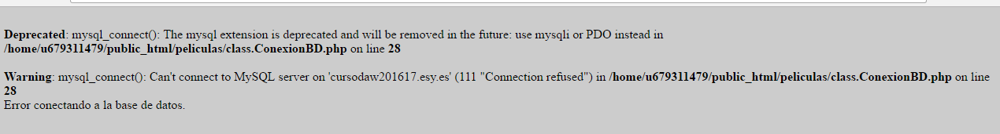 Deprecated: mysql_connect(): The mysql extension is deprecated and will be removed in the future: use mysqli or PDO instead in
/home/u679311479/public_html/peliculas/class.ConexionBD.php on line 28
Warning: mysql_connect(): Can't connect to MySQL server on 'cursodaw201617.esy.es' (111 "Connection refused") in /home/u679311479/public_html/peliculas/class.ConexionBD.php on line
28
Error conectando a la base de datos.